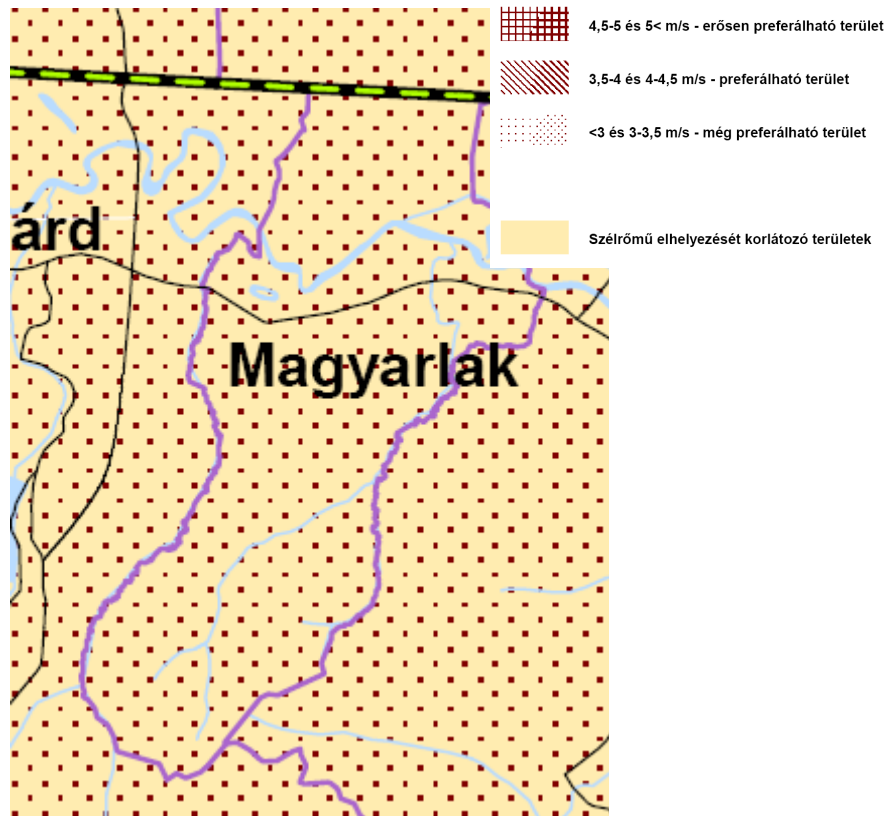 4,5-5 és 5< m/s - erősen preferálható terület
3,5-4 és 4-4,5 m/s - preferálható terület
<3 és 3-3,5 m/s - még preferálható terület
Szélrőmű elhelyezését korlátozó területek
árd
Magyarlak